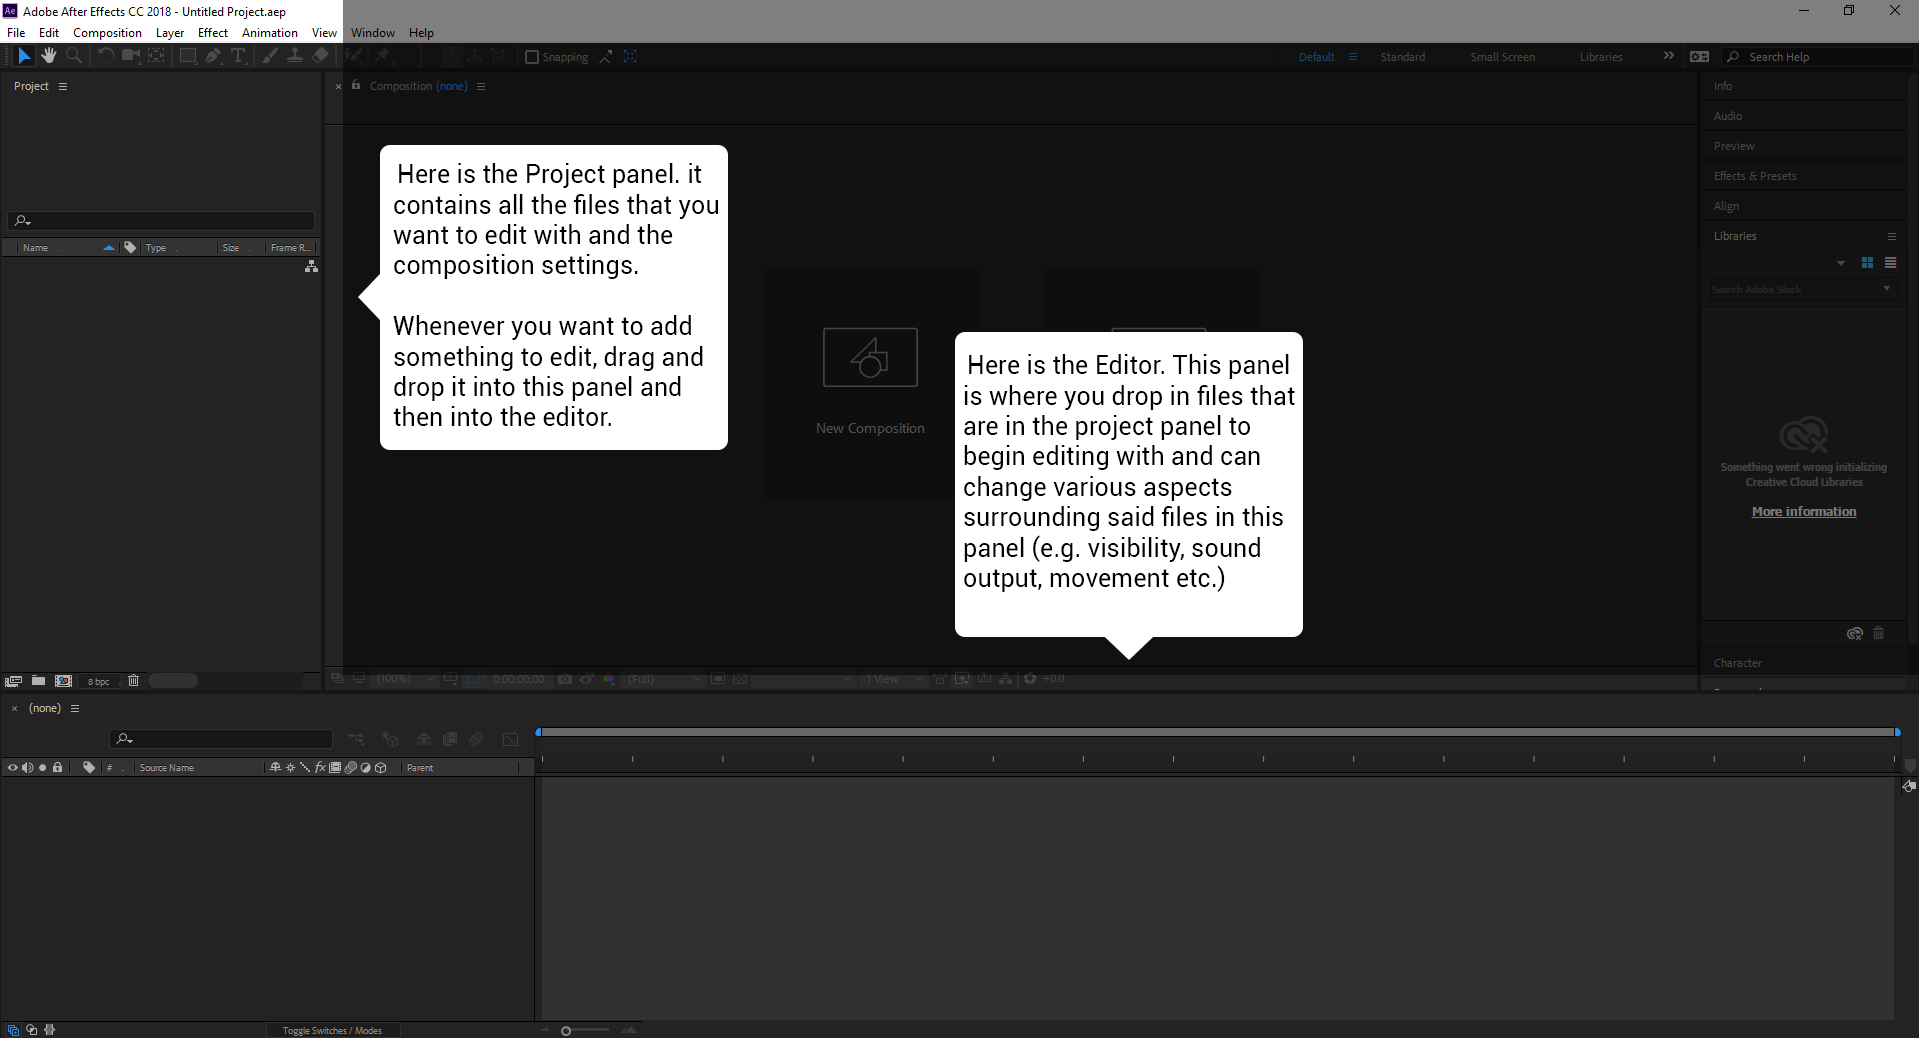 Adobe After Effects CC 2018 - Untitled Project.aep
File Edit Composition Layer Effect Animation View Window Help
Snapping
Default Standard Small Screen Libraries Search Help
Project
Composition (none)
Name Type Size Frame R...
Here is the Project panel. it
contains all the files that you
want to edit with and the
composition settings.
Whenever you want to add
something to edit, drag and
drop it into this panel and
then into the editor.
New Composition
Here is the Editor. This panel
is where you drop in files that
are in the project panel to
begin editing with and can
change various aspects
surrounding said files in this
panel (e.g. visibility, sound
output, movement etc.)
Info
Audio
Preview
Effects & Presets
Align
Libraries
Search Adobe Stock
Something went wrong initializing
Creative Cloud Libraries
More information
Character
8 bpc
(100%) 0:00:00:00 (Full) 1 View +0.0
(none)
# Source Name fx Parent
Toggle Switches / Modes